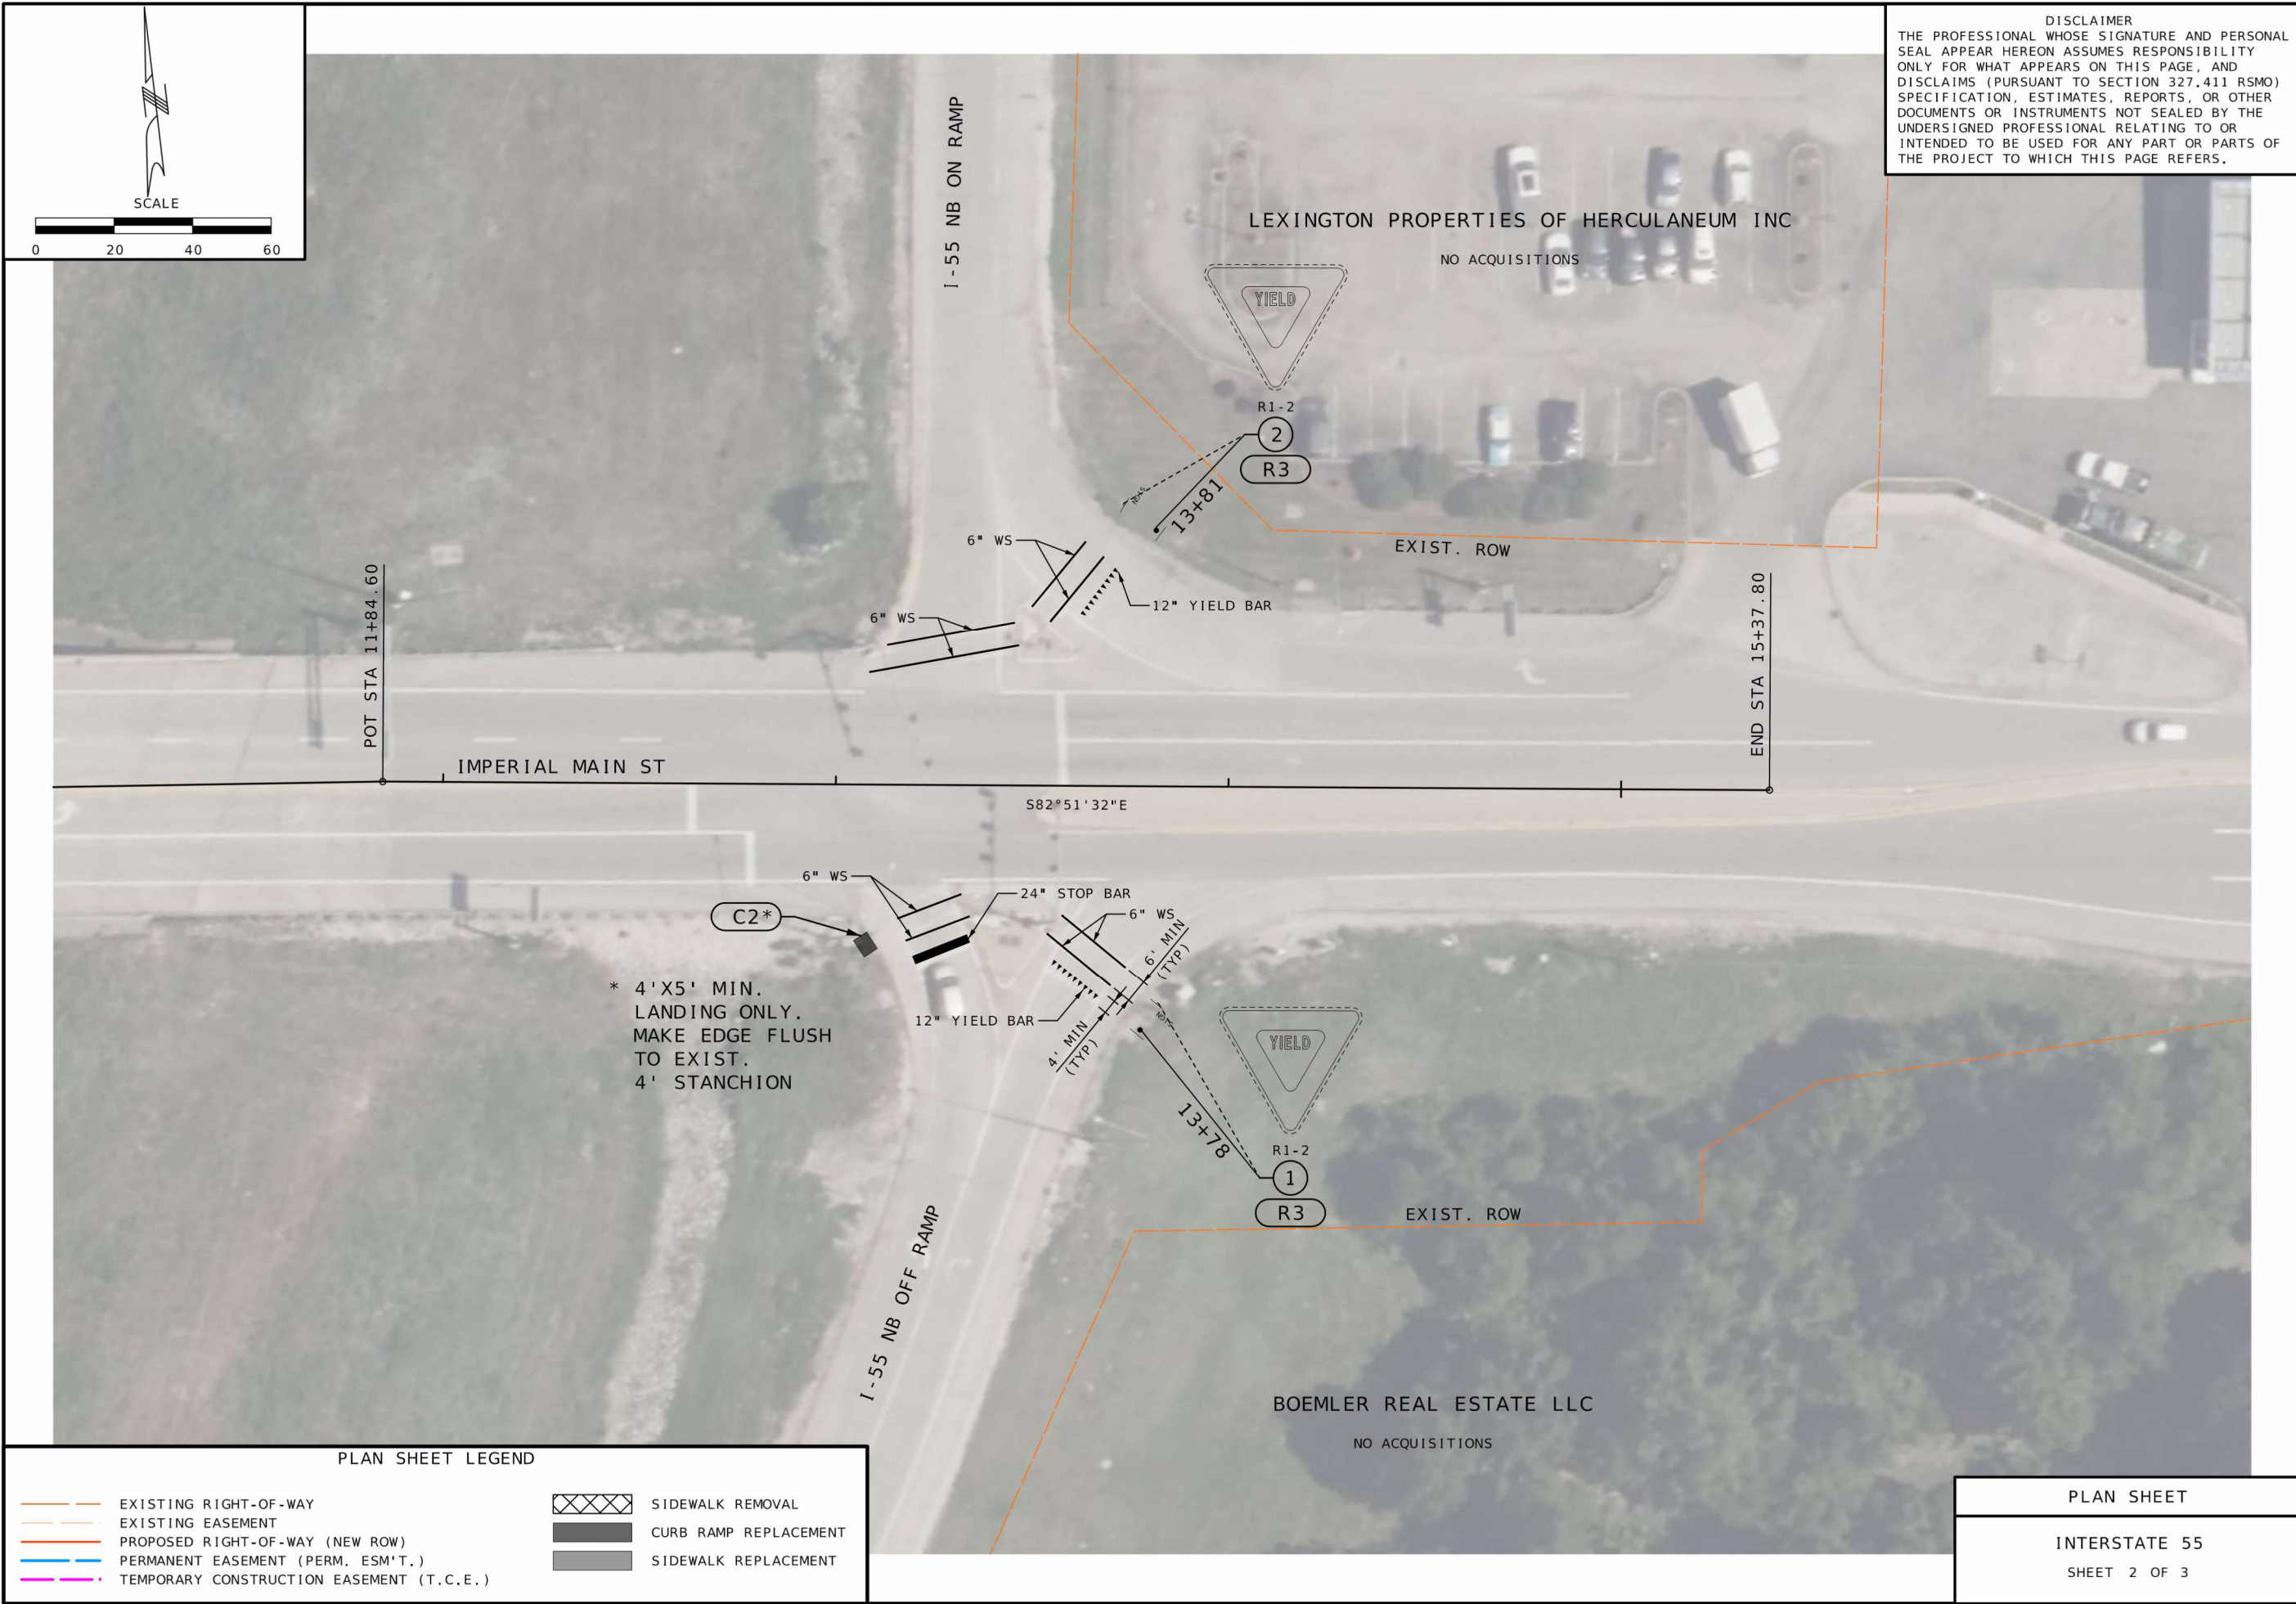 DISCLAIMER
THE PROFESSIONAL WHOSE SIGNATURE AND PERSONAL
SEAL APPEAR HEREON ASSUMES RESPONSIBILITY
ONLY FOR WHAT APPEARS ON THIS PAGE, AND
DISCLAIMS (PURSUANT TO SECTION 327.411 RSMO)
SPECIFICATION, ESTIMATES, REPORTS, OR OTHER
DOCUMENTS OR INSTRUMENTS NOT SEALED BY THE
UNDERSIGNED PROFESSIONAL RELATING TO OR
INTENDED TO BE USED FOR ANY PART OR PARTS OF
THE PROJECT TO WHICH THIS PAGE REFERS.
SCALE
0 20 40 60
I-55 NB ON RAMP
LEXINGTON PROPERTIES OF HERCULANEUM INC
NO ACQUISITIONS
YIELD
R1-2
2
R3
13+81
6" WS
EXIST. ROW
12" YIELD BAR
6" WS
POT STA 11+84.60
END STA 15+37.80
IMPERIAL MAIN ST
S82°51'32"E
6" WS
24" STOP BAR
C2*
6" WS
6' MIN
(TYP)
* 4'X5' MIN.
LANDING ONLY.
MAKE EDGE FLUSH
TO EXIST.
4' STANCHION
12" YIELD BAR
4' MIN
(TYP)
YIELD
13+78
R1-2
1
R3
EXIST. ROW
I-55 NB OFF RAMP
BOEMLER REAL ESTATE LLC
NO ACQUISITIONS
PLAN SHEET LEGEND
EXISTING RIGHT-OF-WAY
EXISTING EASEMENT
PROPOSED RIGHT-OF-WAY (NEW ROW)
PERMANENT EASEMENT (PERM. ESM'T.)
TEMPORARY CONSTRUCTION EASEMENT (T.C.E.)
SIDEWALK REMOVAL
CURB RAMP REPLACEMENT
SIDEWALK REPLACEMENT
PLAN SHEET
INTERSTATE 55
SHEET 2 OF 3